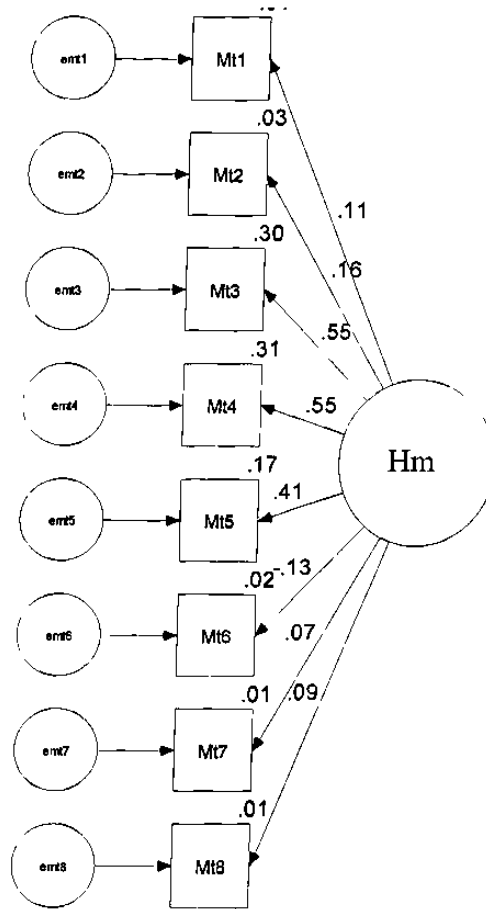 emt1 Mt1
.03
.11
emt2 Mt2
.30
.16
emt3 Mt3
.55
.31
emt4 Mt4
.55
Hm
.17
.41
emt5 Mt5
.02
-.13
emt6 Mt6
.07
.01
.09
emt7 Mt7
.01
emt8 Mt8